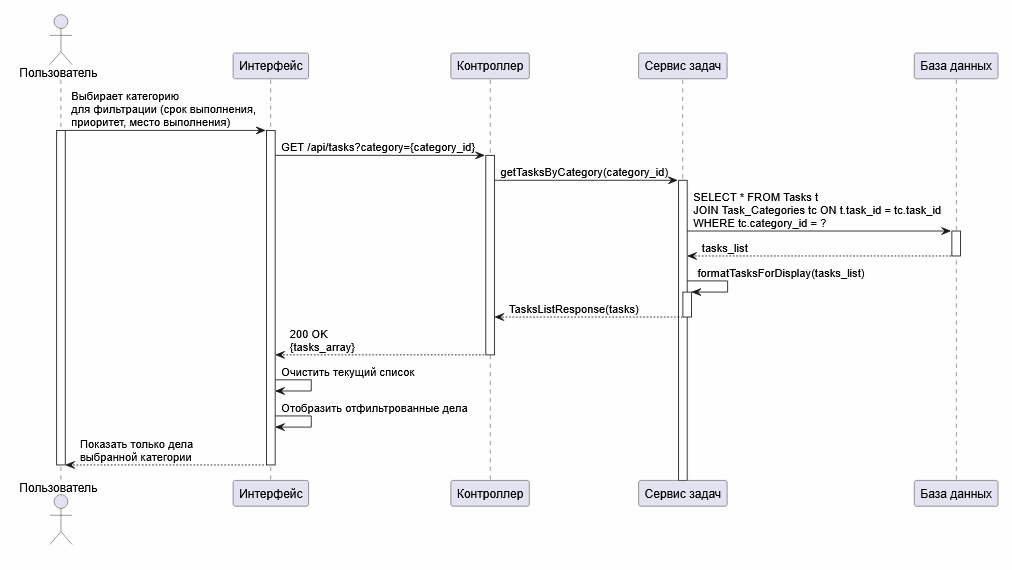 Пользователь
Интерфейс
Контроллер
Сервис задач
База данных
Выбирает категорию
для фильтрации (срок выполнения,
приоритет, место выполнения)
GET /api/tasks?category={category_id}
getTasksByCategory(category_id)
SELECT * FROM Tasks t
JOIN Task_Categories tc ON t.task_id = tc.task_id
WHERE tc.category_id = ?
tasks_list
formatTasksForDisplay(tasks_list)
TasksListResponse(tasks)
200 OK
{tasks_array}
Очистить текущий список
Отобразить отфильтрованные дела
Показать только дела
выбранной категории
Пользователь
Интерфейс
Контроллер
Сервис задач
База данных